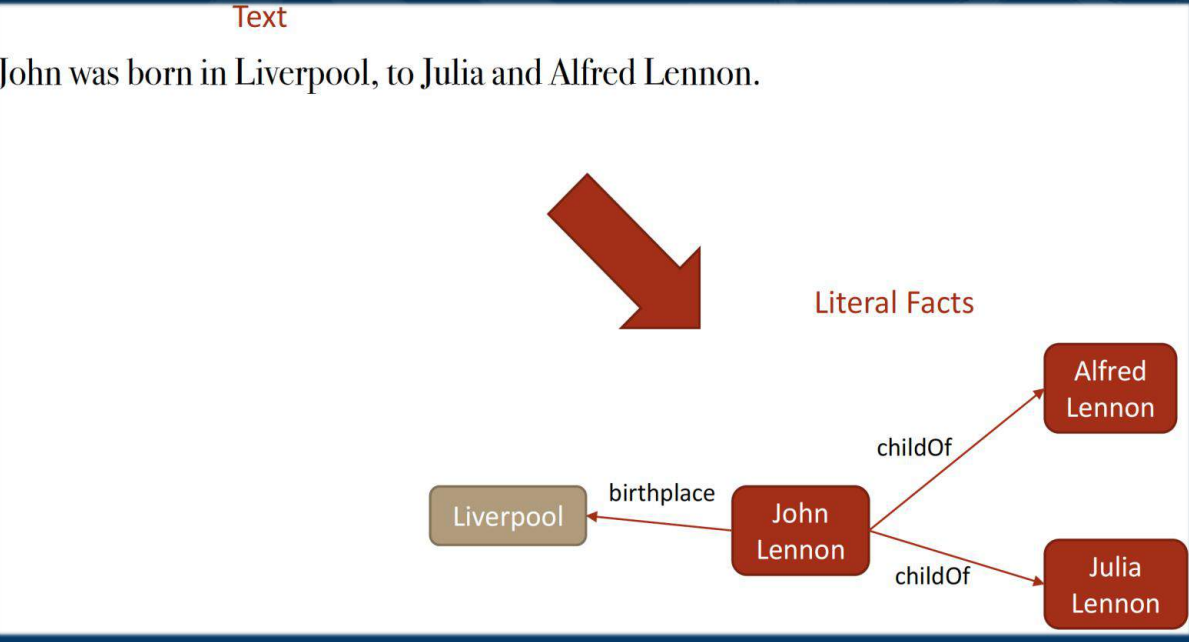 Text
John was born in Liverpool, to Julia and Alfred Lennon.
Literal Facts
Alfred
Lennon
childOf
birthplace
Liverpool
John
Lennon
childOf
Julia
Lennon